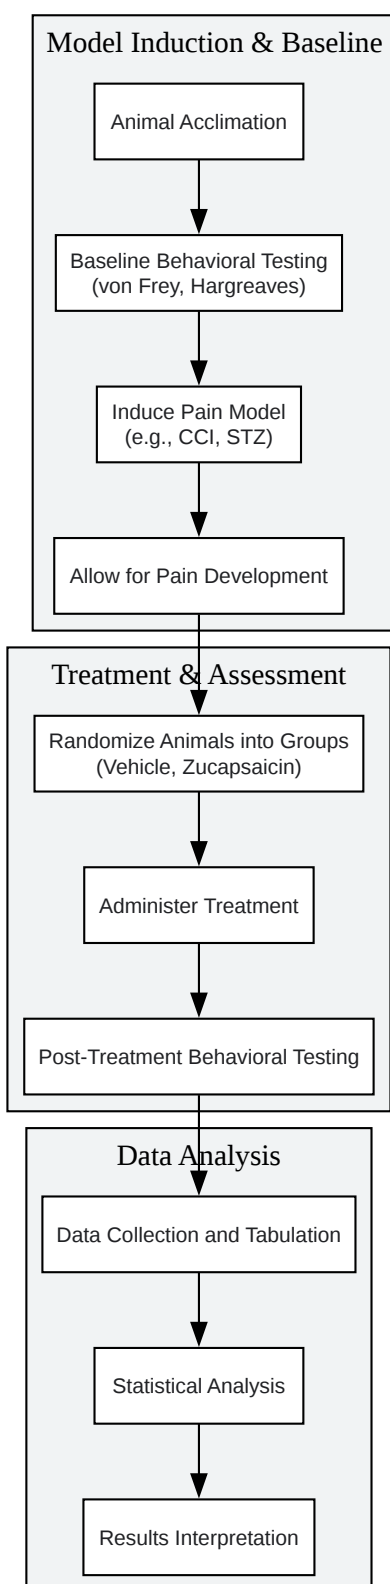 Model Induction & Baseline
Animal Acclimation
Baseline Behavioral Testing
(von Frey, Hargreaves)
Induce Pain Model
(e.g., CCI, STZ)
Allow for Pain Development
Treatment & Assessment
Randomize Animals into Groups
(Vehicle, Zucapsaicin)
Administer Treatment
Post-Treatment Behavioral Testing
Data Analysis
Data Collection and Tabulation
Statistical Analysis
Results Interpretation